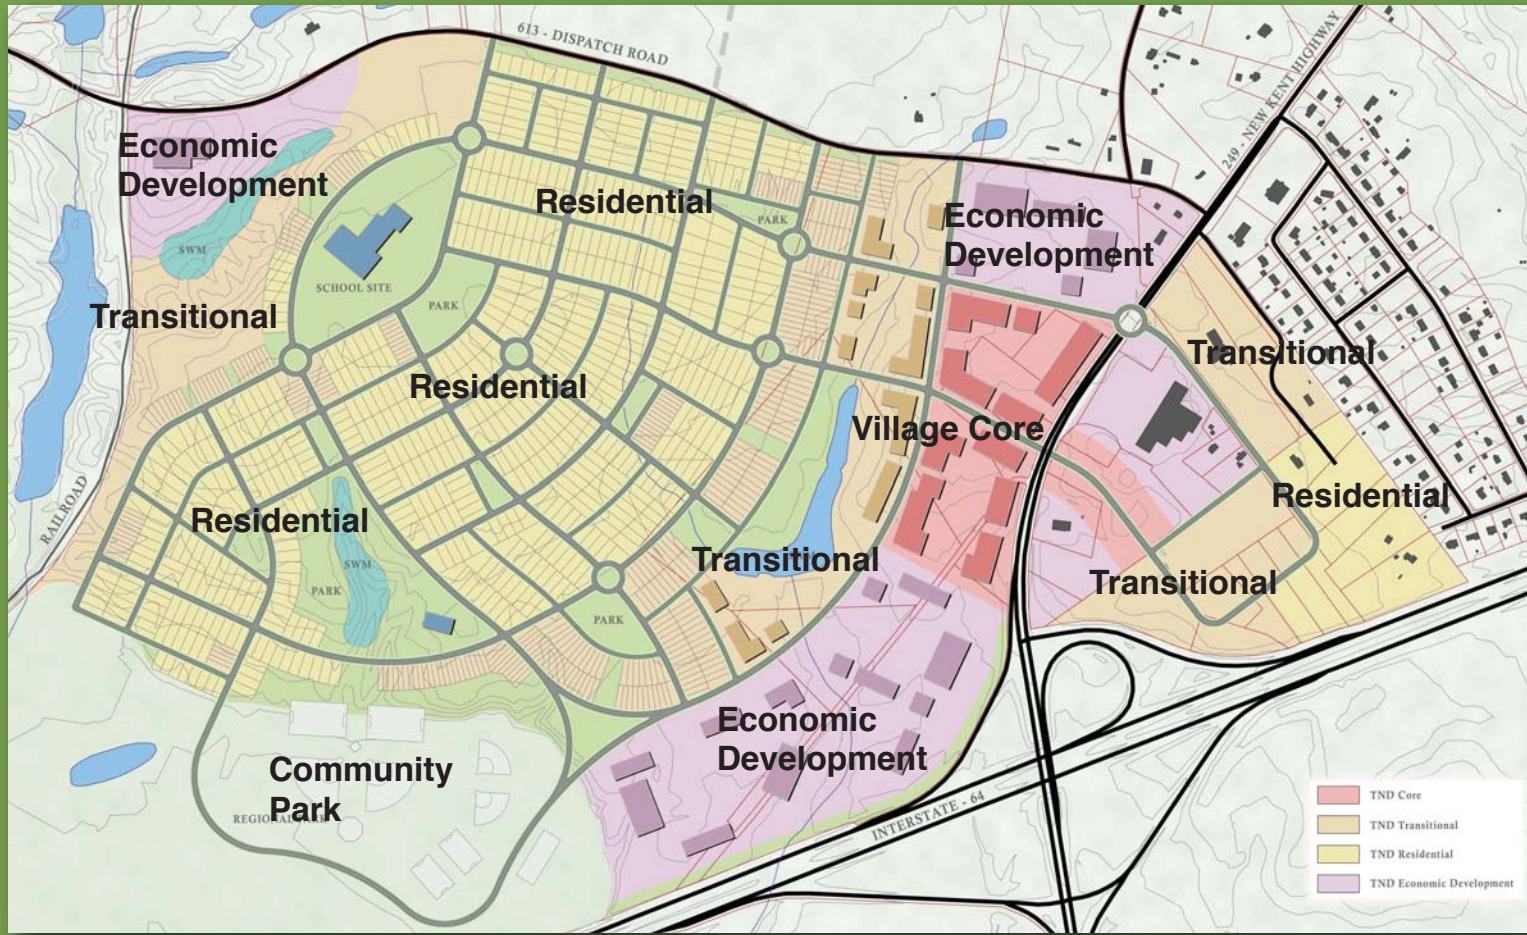 613 - DISPATCH ROAD
249 - NEW KENT HIGHWAY
Economic
Development
SWM
Residential
PARK
Economic
Development
SCHOOL SITE
PARK
Transitional
Transitional
Residential
Village Core
RAILROAD
Residential
Residential
SWM
PARK
Transitional
Transitional
PARK
Economic
Development
Community
Park
INTERSTATE - 64
TND Core
TND Transitional
TND Residential
TND Economic Development